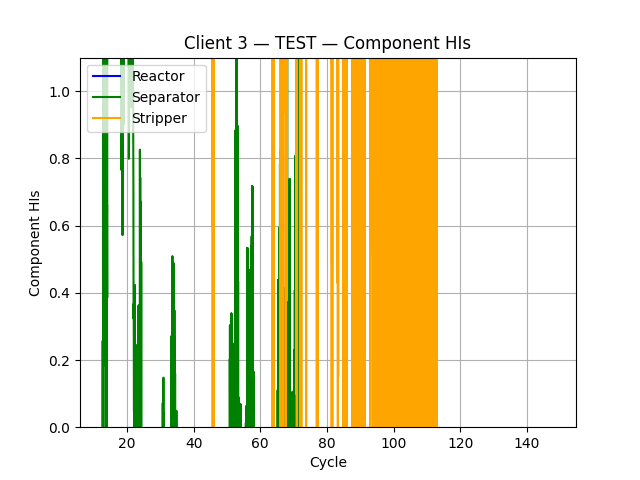 Client 3 — TEST — Component HIs
Reactor
Separator
Stripper
1.0
0.8
0.6
0.4
0.2
0.0
Component HIs
20 40 60 80 100 120 140
Cycle